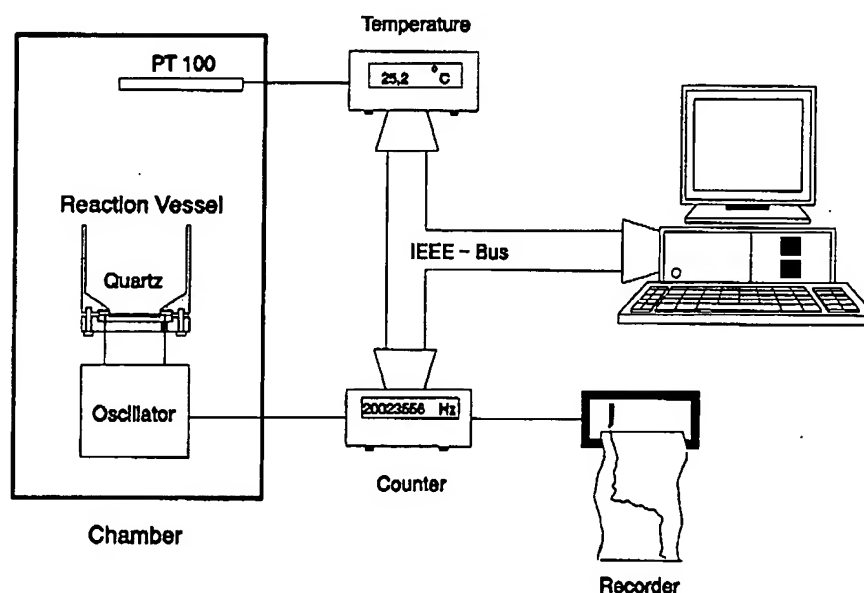 Temperature
PT 100
25,2 °C
Reaction Vessel
Quartz
IEEE – Bus
Oscillator
20023556 Hz
Counter
Chamber
Recorder